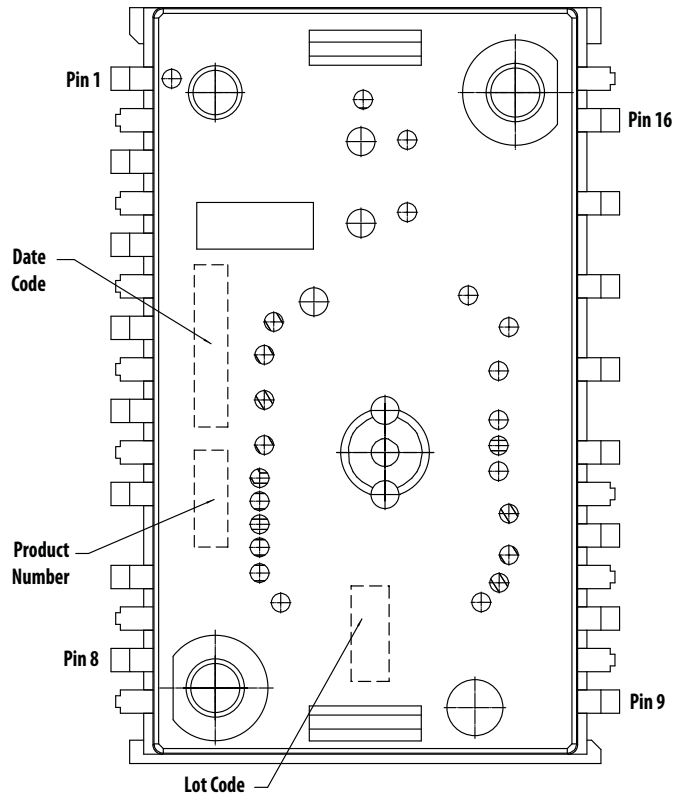 Pin 1
Pin 16
Date
Code
Product
Number
Pin 8
Pin 9
Lot Code